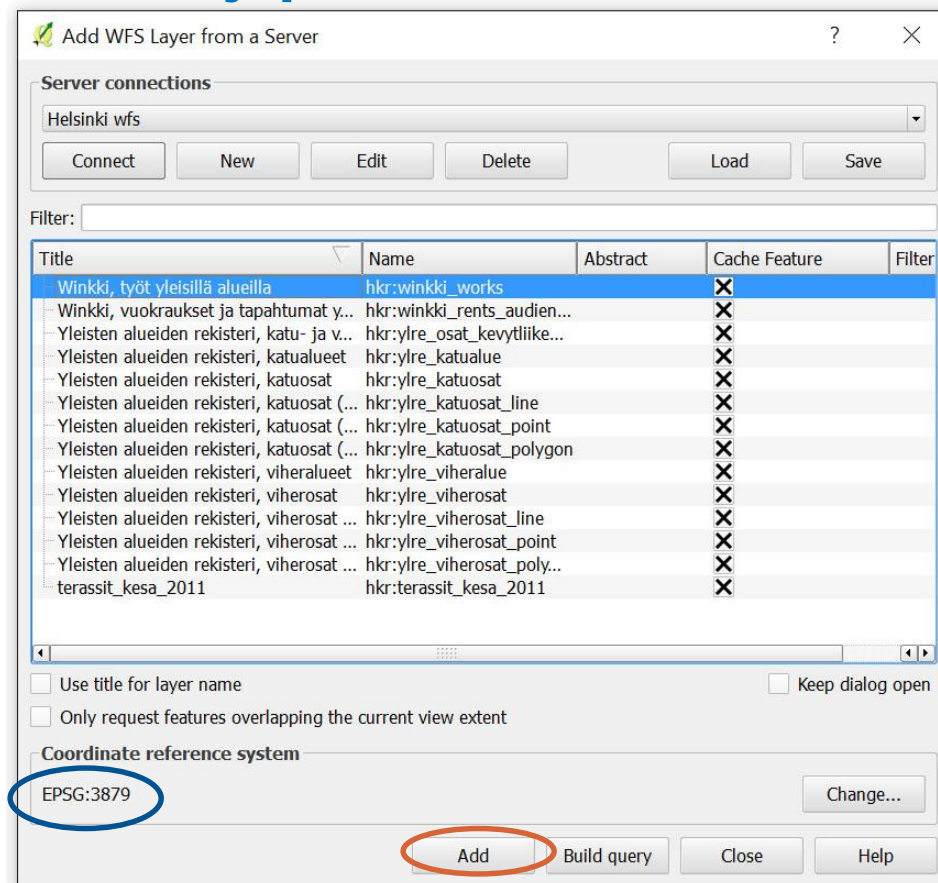 Add WFS Layer from a Server ?
Server connections
Helsinki wfs
Connect New Edit Delete Load Save
Filter:
Title Name Abstract Cache Feature Filter
Winkki, työt yleisillä alueilla hkr:winkki_works
Winkki, vuokraukset ja tapahtumat y... hkr:winkki_rents_audien...
Yleisten alueiden rekisteri, katu- ja v... hkr:ylre_osat_kevytliike...
Yleisten alueiden rekisteri, katualueet hkr:ylre_katualue
Yleisten alueiden rekisteri, katuosat hkr:ylre_katuosat
Yleisten alueiden rekisteri, katuosat (... hkr:ylre_katuosat_line
Yleisten alueiden rekisteri, katuosat (... hkr:ylre_katuosat_point
Yleisten alueiden rekisteri, katuosat (... hkr:ylre_katuosat_polygon
Yleisten alueiden rekisteri, viheralueet hkr:ylre_viheralue
Yleisten alueiden rekisteri, viherosat hkr:ylre_viherosat
Yleisten alueiden rekisteri, viherosat ... hkr:ylre_viherosat_line
Yleisten alueiden rekisteri, viherosat ... hkr:ylre_viherosat_point
Yleisten alueiden rekisteri, viherosat ... hkr:ylre_viherosat_poly...
terassit_kesa_2011 hkr:terassit_kesa_2011
Use title for layer name Keep dialog open
Only request features overlapping the current view extent
Coordinate reference system
EPSG:3879 Change...
Add Build query Close Help